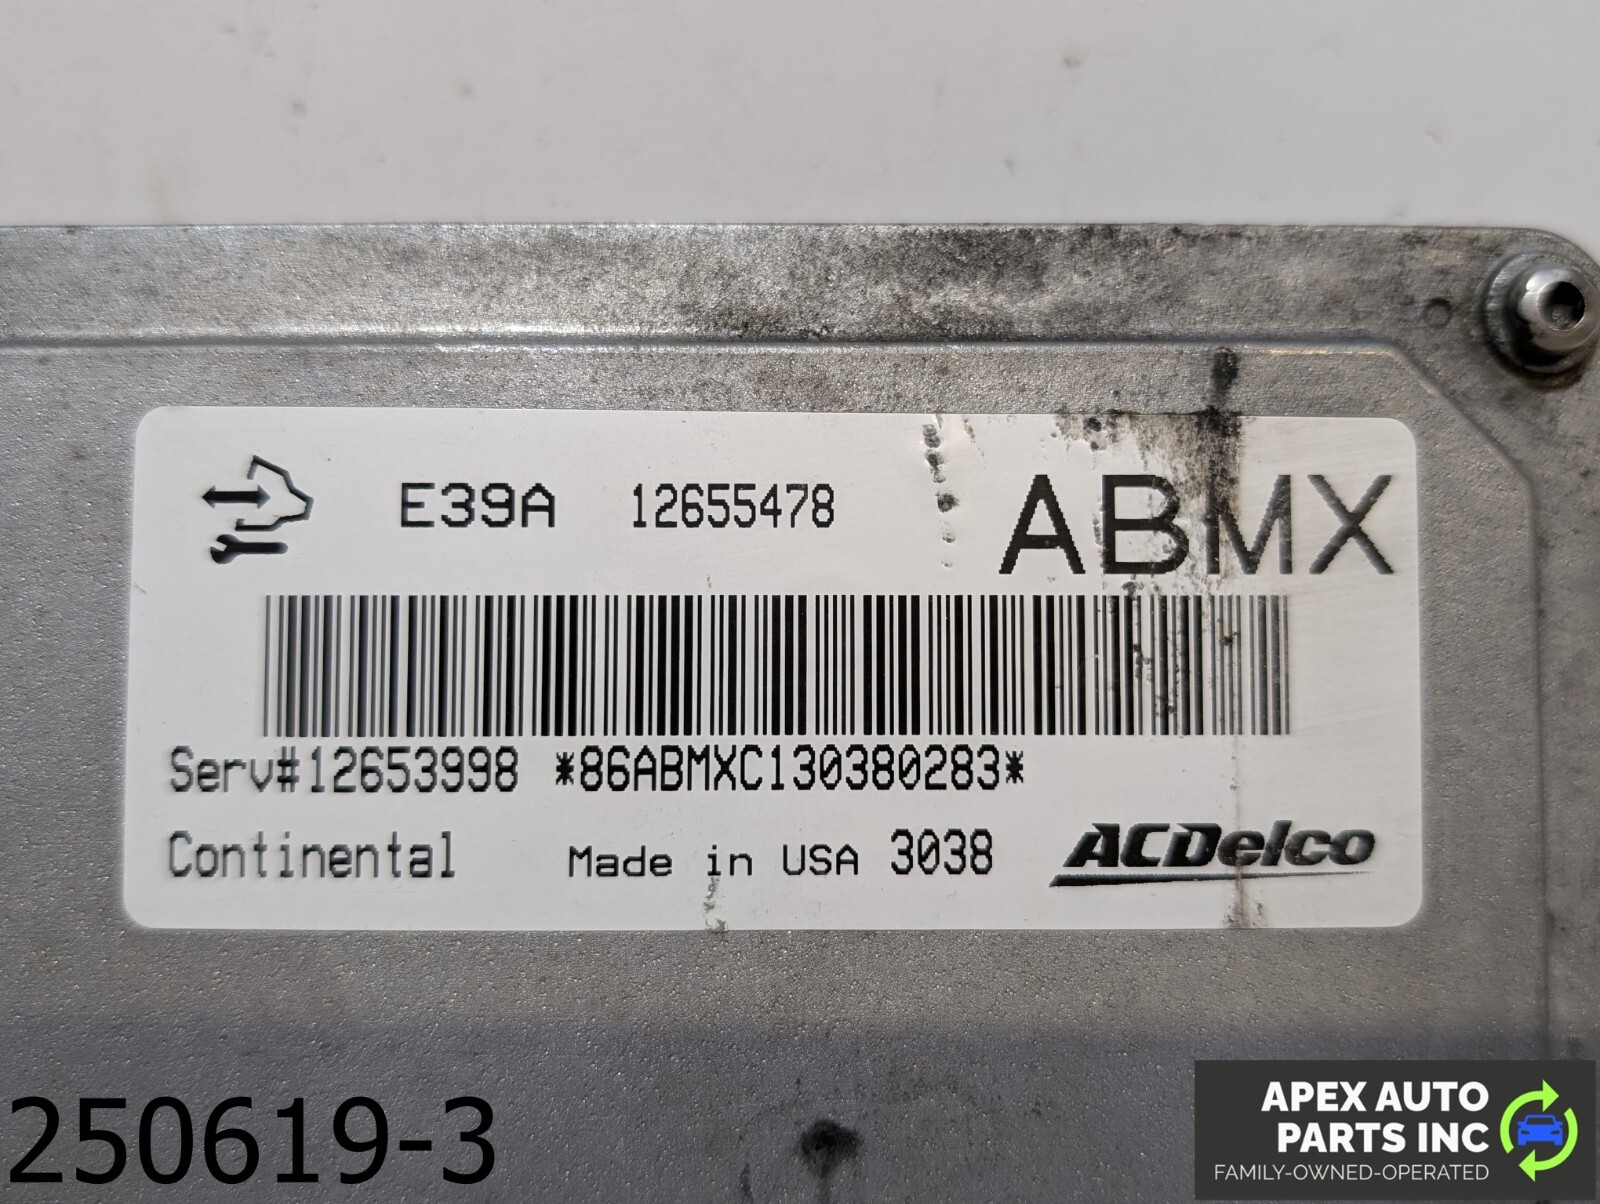 E39A 12655478 ABMX
Serv#12653998 *86ABMXC130380283*
Continental Made in USA 3038 ACDelco
250619-3
APEX AUTO
PARTS INC
FAMILY-OWNED-OPERATED